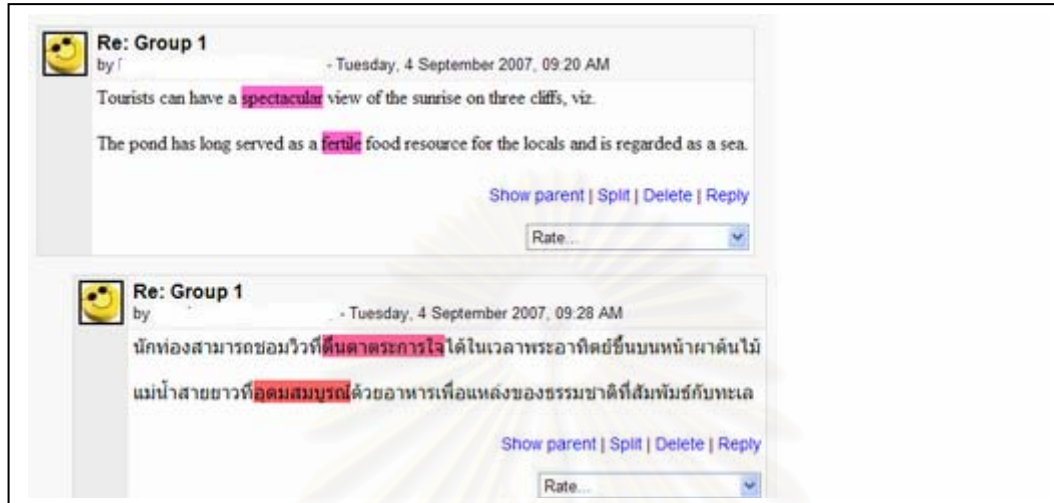 Re: Group 1
by - Tuesday, 4 September 2007, 09:20 AM
Tourists can have a spectacular view of the sunrise on three cliffs, viz.
The pond has long served as a fertile food resource for the locals and is regarded as a sea.
Show parent | Split | Delete | Reply
Rate...
Re: Group 1
by - Tuesday, 4 September 2007, 09:28 AM
นักท่องสามารถชอมวิวที่ตื่นตาตระการใจได้ในเวลาพระอาทิตย์ขึ้นบนหน้าผาต้นไม้
แม่น้ำสายยาวที่อุดมสมบูรณ์ด้วยอาหารเพื่อแหล่งของธรรมชาติที่สัมพันธ์กับทะเล
Show parent | Split | Delete | Reply
Rate...